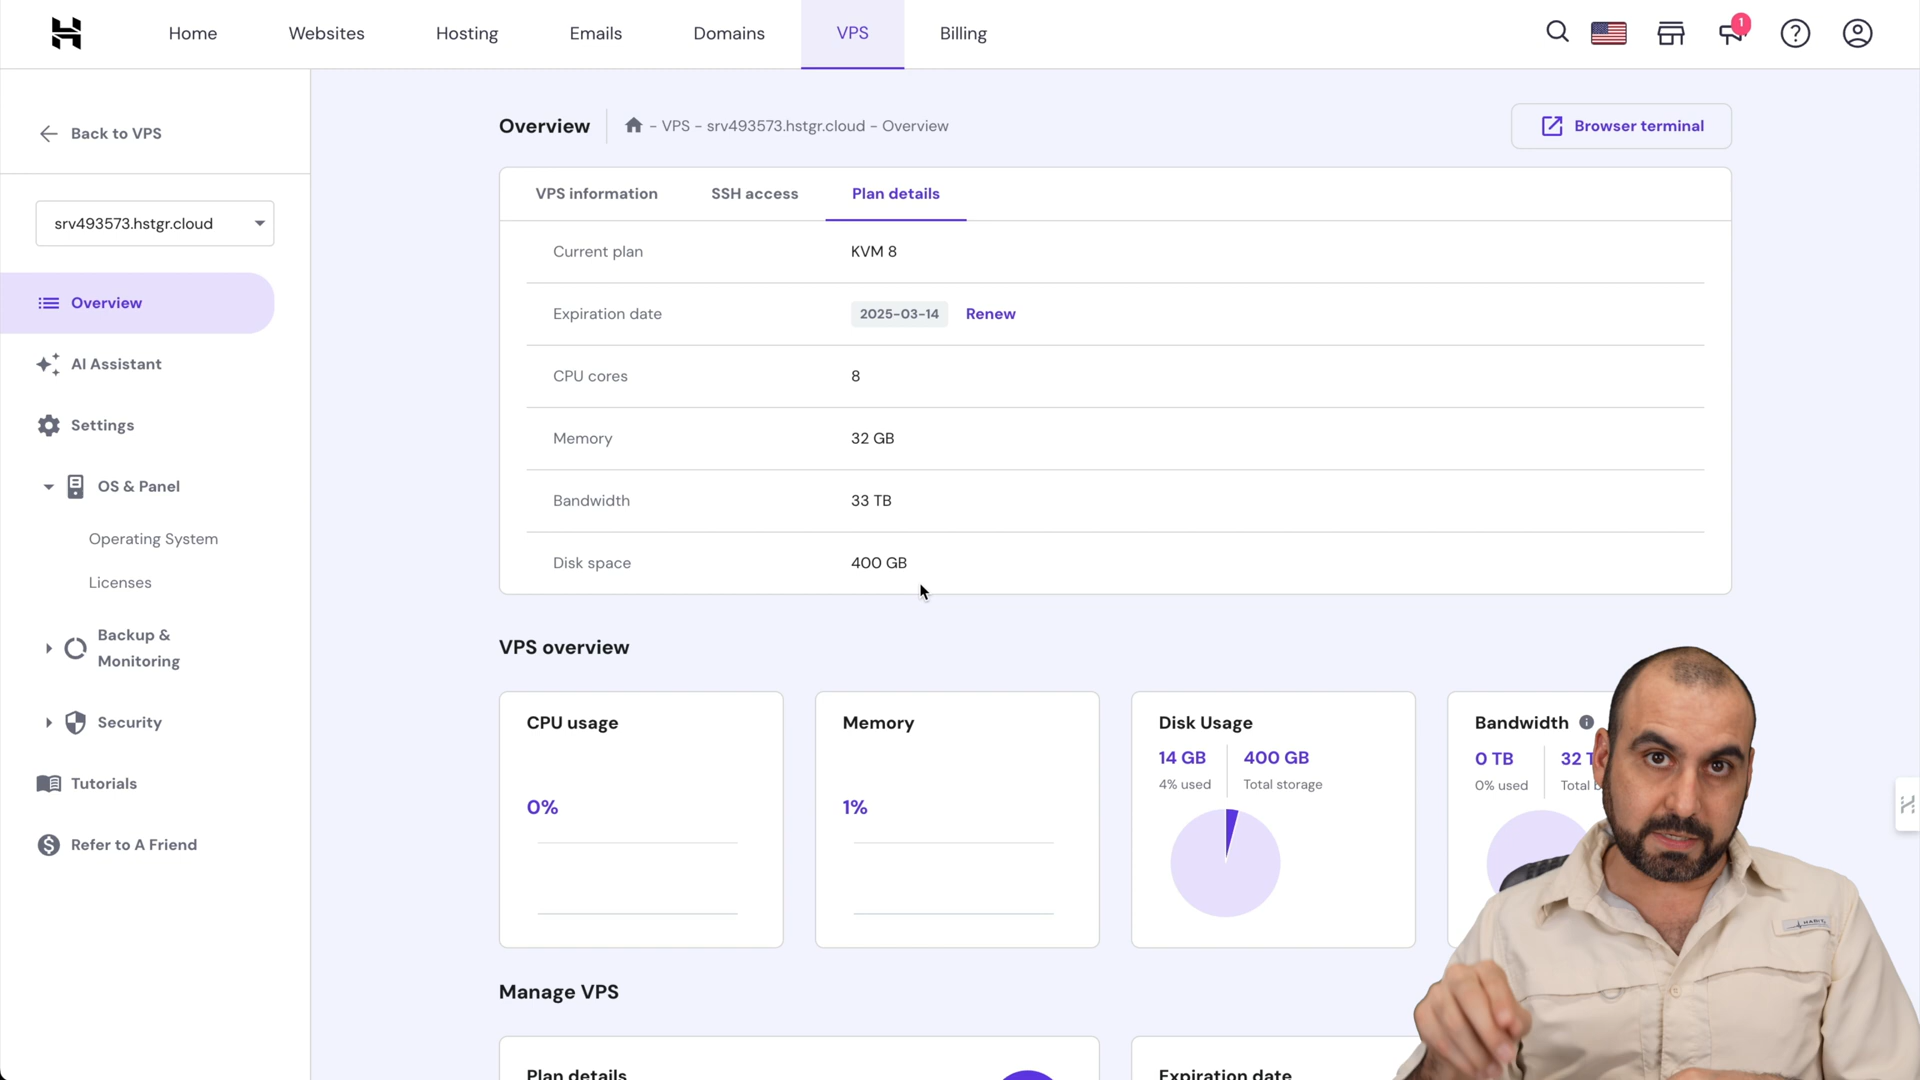 Home Websites Hosting Emails Domains VPS Billing 1
Back to VPS
Overview - VPS - srv493573.hstgr.cloud - Overview Browser terminal
srv493573.hstgr.cloud
VPS information SSH access Plan details
Current plan KVM 8
Expiration date 2025-03-14 Renew
CPU cores 8
Memory 32 GB
Bandwidth 33 TB
Disk space 400 GB
Overview
AI Assistant
Settings
OS & Panel
Operating System
Licenses
Backup &
Monitoring
Security
Tutorials
Refer to A Friend
VPS overview
CPU usage
0%
Memory
1%
Disk Usage
14 GB 400 GB
4% used Total storage
Bandwidth
0 TB 32 T
0% used Total b
Manage VPS
Plan details
Expiration date